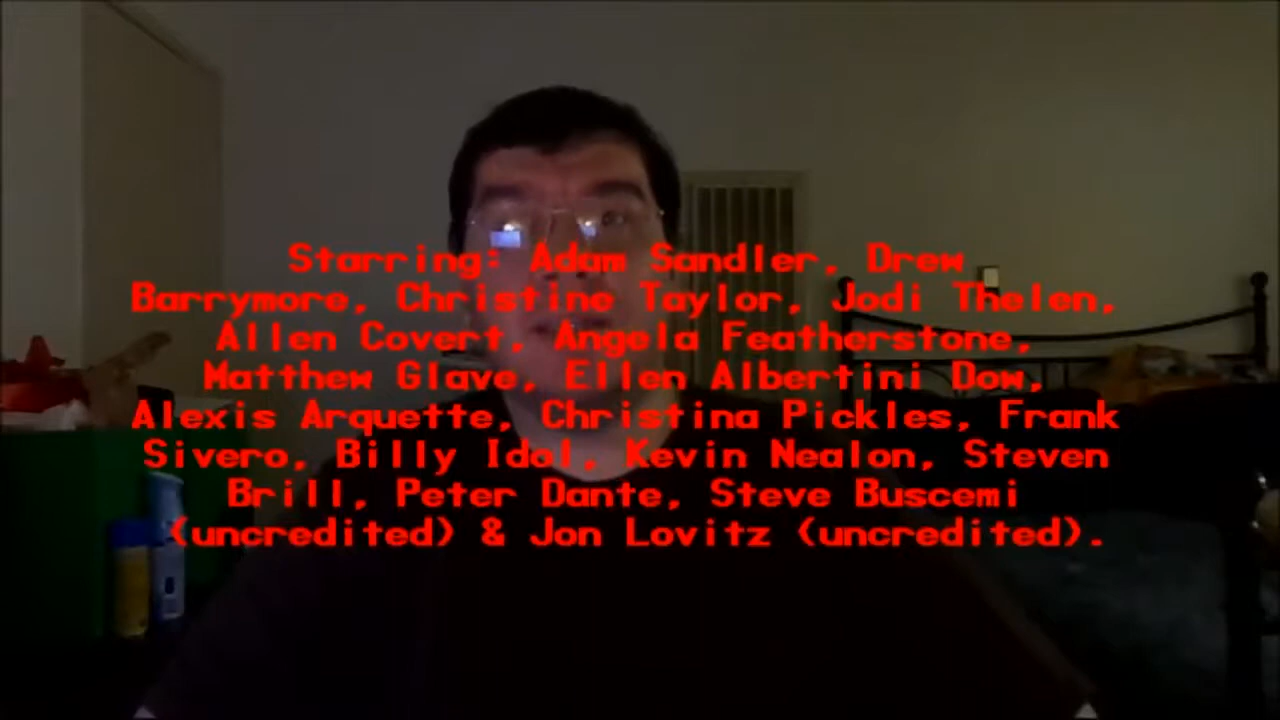 Starring: Adam Sandler, Drew
Barrymore, Christine Taylor, Jodi Thelen,
Allen Covert, Angela Featherstone,
Matthew Glave, Ellen Albertini Dow,
Alexis Arquette, Christina Pickles, Frank
Sivero, Billy Idol, Kevin Nealon, Steven
Brill, Peter Dante, Steve Buscemi
(uncredited) & Jon Lovitz (uncredited).